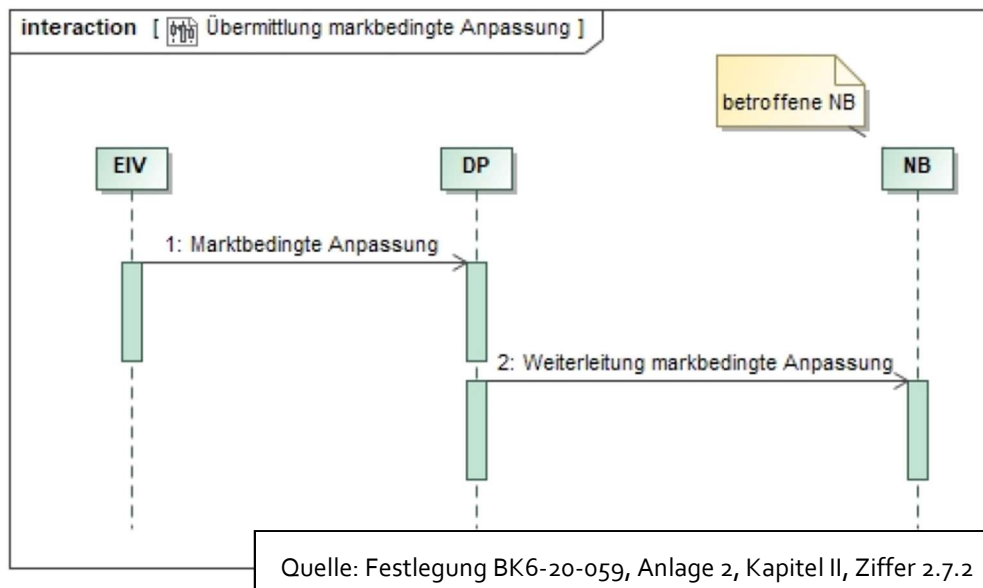 interaction [ Übermittlung markbedingte Anpassung ]
betroffene NB
EIV
DP
NB
1: Marktbedingte Anpassung
2: Weiterleitung markbedingte Anpassung
Quelle: Festlegung BK6-20-059, Anlage 2, Kapitel II, Ziffer 2.7.2